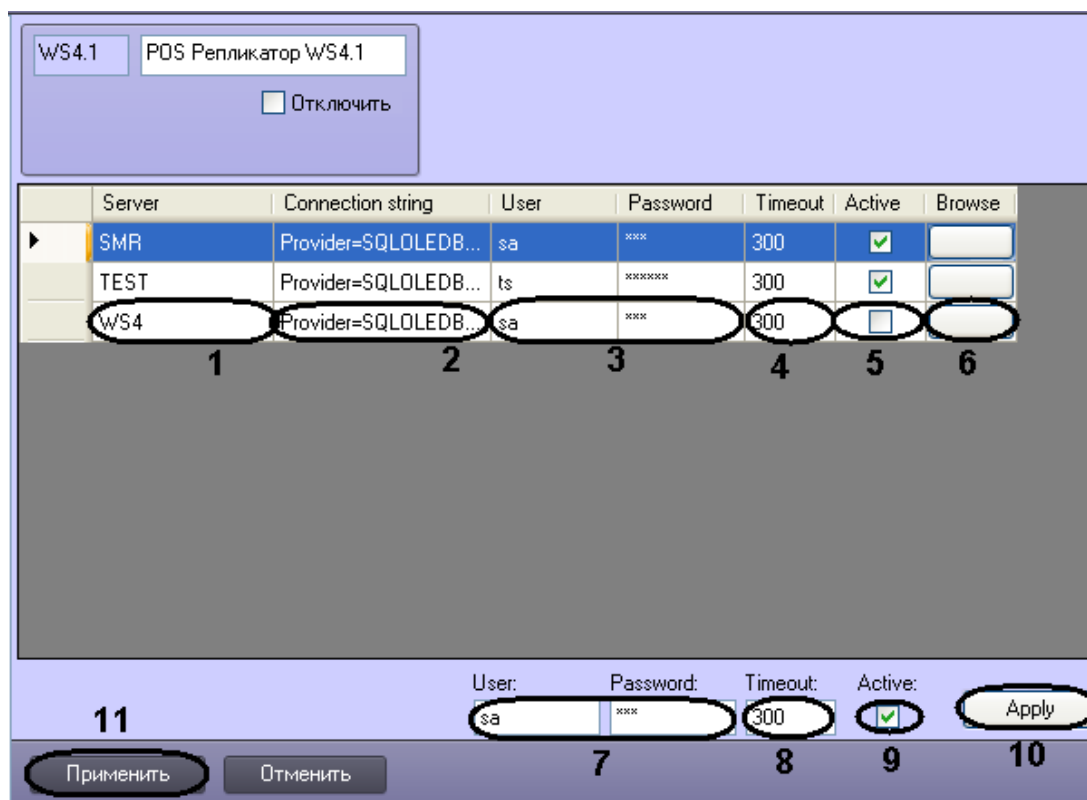 WS4.1 POS Репликатор WS4.1
Отключить
Server Connection string User Password Timeout Active Browse
SMR Provider=SQLOLEDB... sa *** 300
TEST Provider=SQLOLEDB... ts ****** 300
WS4 Provider=SQLOLEDB... sa *** 300
1 2 3 4 5 6
User: Password: Timeout: Active:
sa *** 300 Apply
11
7 8 9 10
Применить Отменить